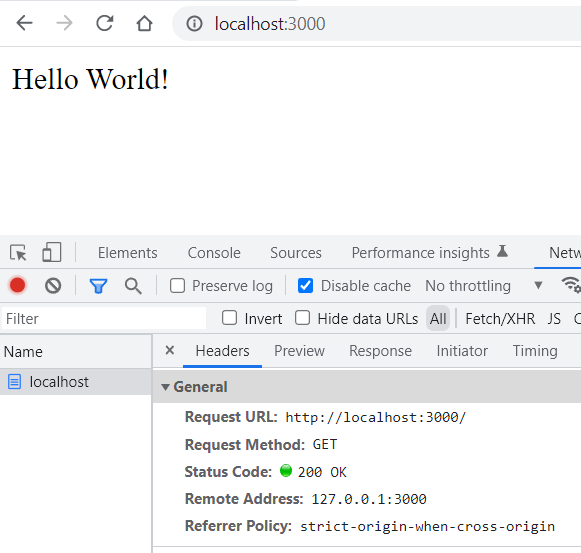 localhost:3000
Hello World!
Elements Console Sources Performance insights Netw
Preserve log Disable cache No throttling
Filter Invert Hide data URLs All Fetch/XHR JS C
Name Headers Preview Response Initiator Timing
localhost
General
Request URL: http://localhost:3000/
Request Method: GET
Status Code: 200 OK
Remote Address: 127.0.0.1:3000
Referrer Policy: strict-origin-when-cross-origin